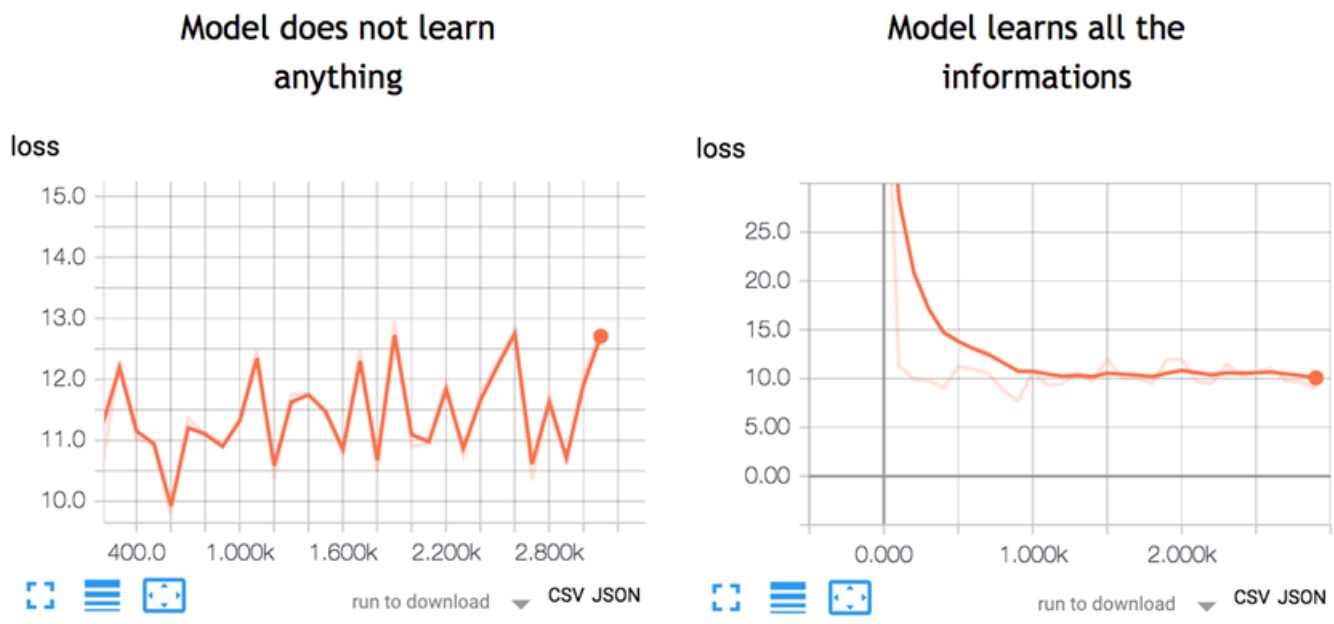 Model does not learn
anything
loss
15.0
14.0
13.0
12.0
11.0
10.0
400.0 1.000k 1.600k 2.200k 2.800k
run to download CSV JSON
Model learns all the
informations
loss
25.0
20.0
15.0
10.0
5.00
0.00
0.000 1.000k 2.000k
run to download CSV JSON